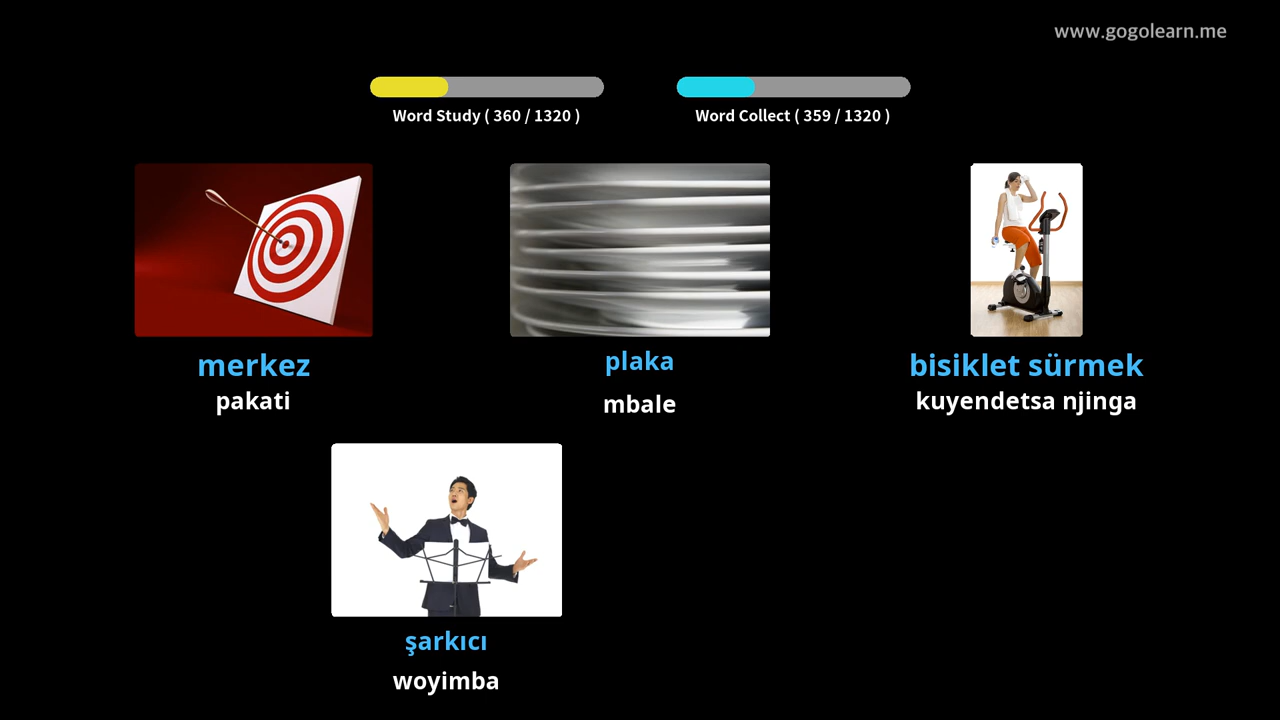 www.gogolearn.me
Word Study ( 360 / 1320 )
Word Collect ( 359 / 1320 )
merkez
pakati
plaka
mbale
bisiklet sürmek
kuyendetsa njinga
şarkıcı
woyimba